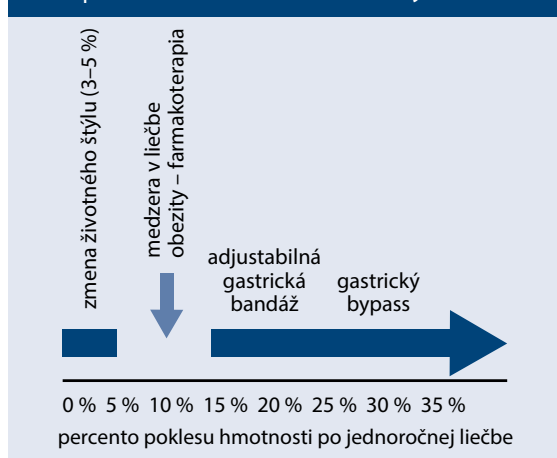 zmena životného štýlu (3–5 %)
medzera v liečbe
obezity – farmakoterapia
adjustabilná
gastrická
bandáž
gastrický
bypass
0 % 5 % 10 % 15 % 20 % 25 % 30 % 35 %
percento poklesu hmotnosti po jednoročnej liečbe